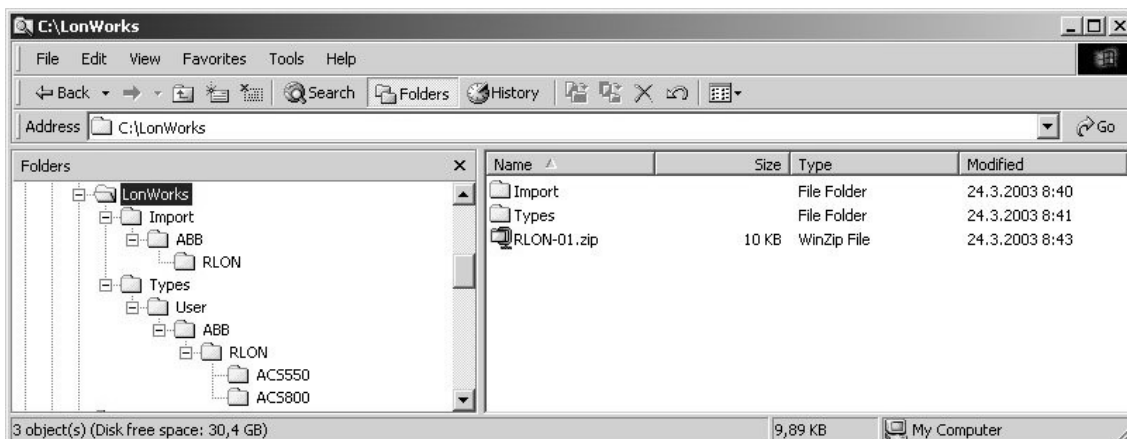 C:\LonWorks
File Edit View Favorites Tools Help
Back Search Folders History
Address C:\LonWorks Go
Folders
LonWorks
Import
ABB
RLON
Types
User
ABB
RLON
ACS550
ACS800
Name Size Type Modified
Import File Folder 24.3.2003 8:40
Types File Folder 24.3.2003 8:41
RLON-01.zip 10 KB WinZip File 24.3.2003 8:43
3 object(s) (Disk free space: 30,4 GB) 9,89 KB My Computer